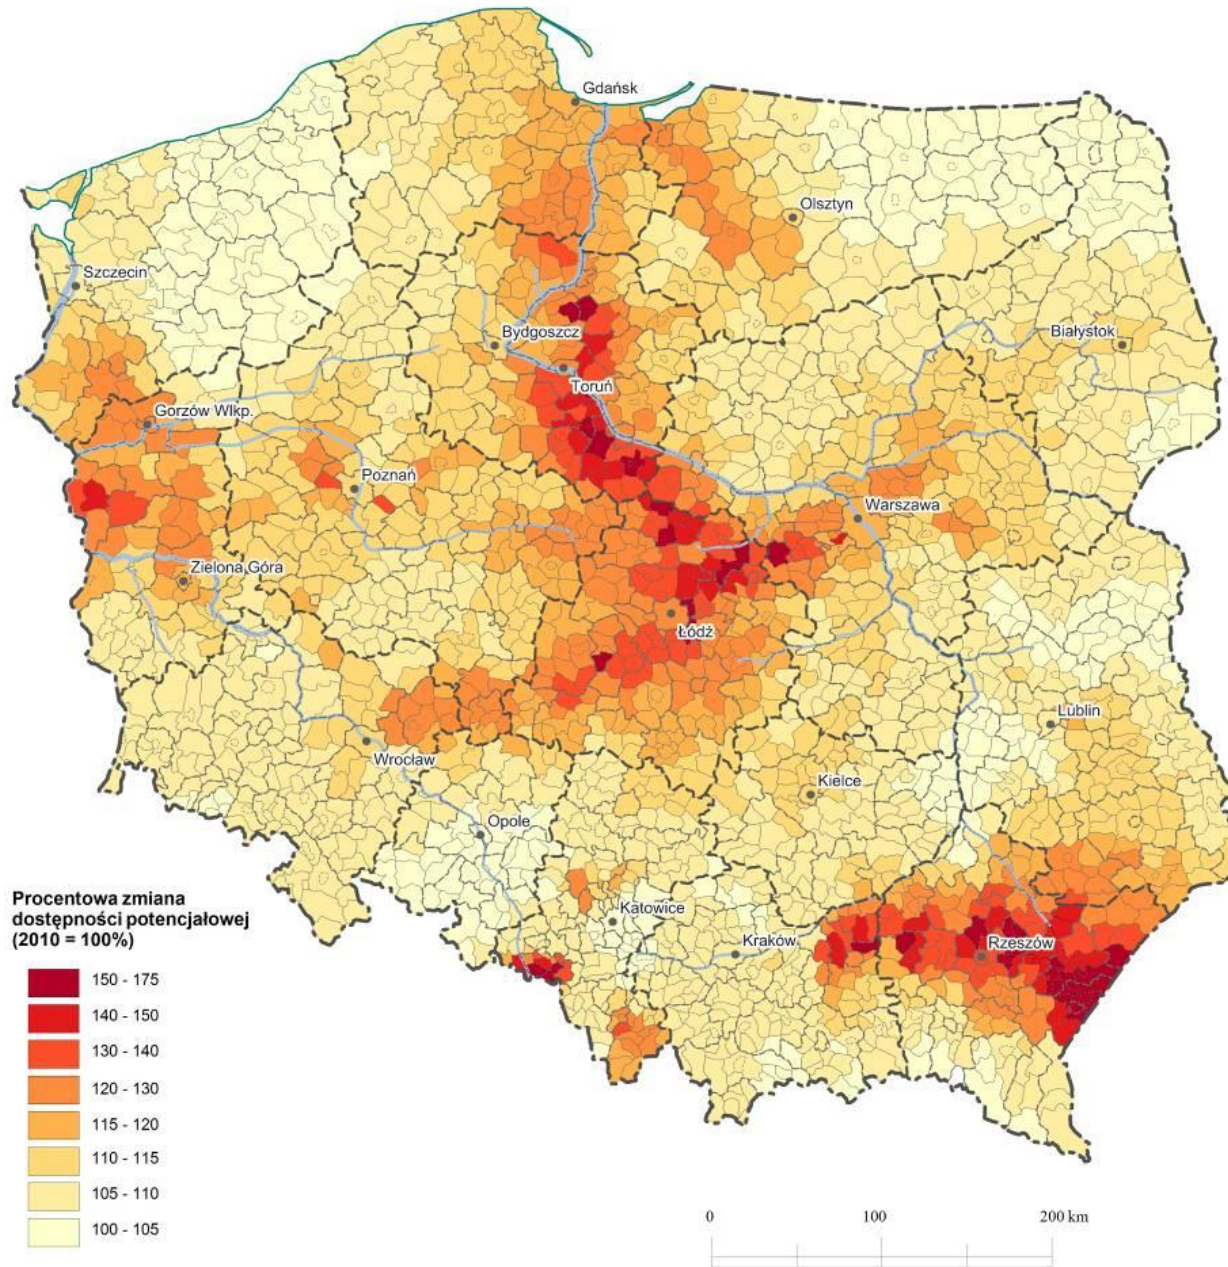 Gdańsk
Olsztyn
Szczecin
Bydgoszcz
Białystok
Toruń
Gorzów Wlkp.
Poznań
Warszawa
Zielona Góra
Łódź
Lublin
Wrocław
Kielce
Opole
Procentowa zmiana
dostępności potencjałowej
(2010 = 100%)
Katowice
Kraków
Rzeszów
150 - 175
140 - 150
130 - 140
120 - 130
115 - 120
110 - 115
105 - 110
100 - 105
0 100 200 km